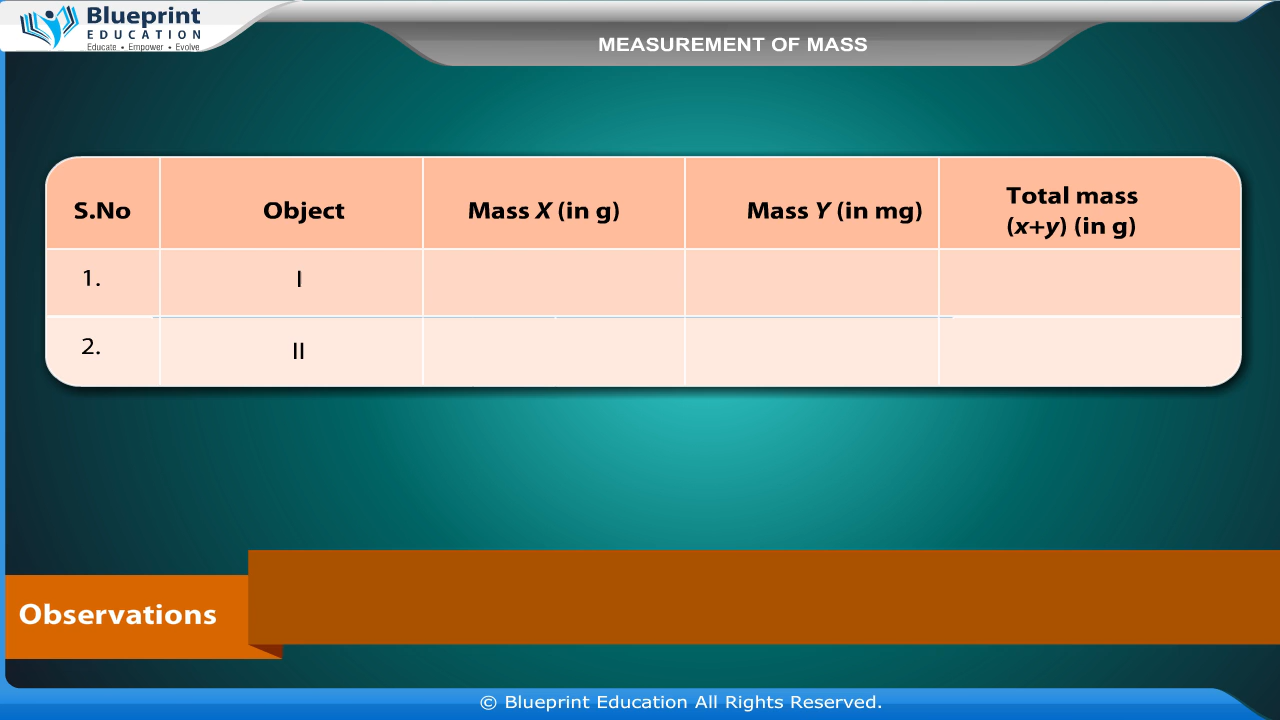 Blueprint
EDUCATION
Educate • Empower • Evolve
MEASUREMENT OF MASS
S.No Object Mass X (in g) Mass Y (in mg) Total mass
(x+y) (in g)
1. I
2. II
Observations
© Blueprint Education All Rights Reserved.